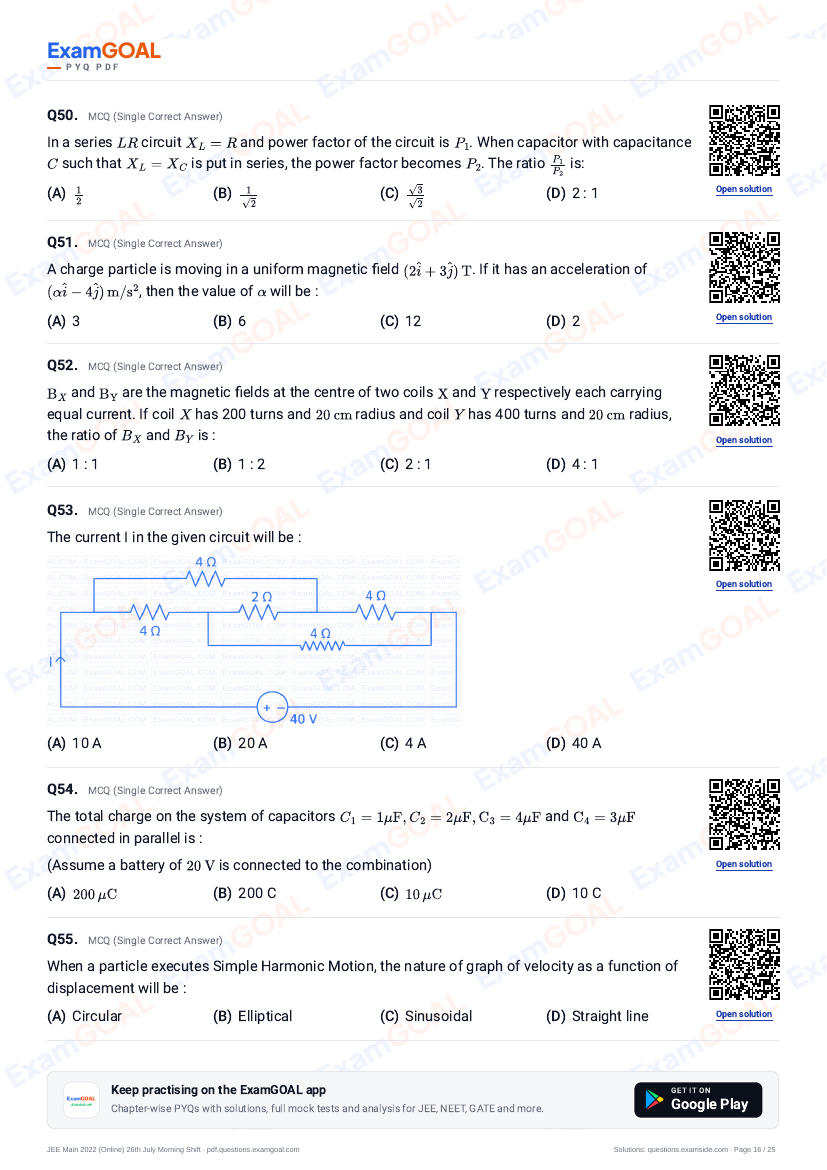 ExamGOAL
PYQ PDF
Q50. MCQ (Single Correct Answer)
In a series LR circuit X_L = R and power factor of the circuit is P_1. When capacitor with capacitance
C such that X_L = X_C is put in series, the power factor becomes P_2. The ratio P_1/P_2 is:
(A) 1/2 (B) 1/√2 (C) √3/√2 (D) 2 : 1
Open solution
Q51. MCQ (Single Correct Answer)
A charge particle is moving in a uniform magnetic field (2î + 3ĵ) T. If it has an acceleration of
(αî − 4ĵ) m/s², then the value of α will be :
(A) 3 (B) 6 (C) 12 (D) 2
Open solution
Q52. MCQ (Single Correct Answer)
B_X and B_Y are the magnetic fields at the centre of two coils X and Y respectively each carrying
equal current. If coil X has 200 turns and 20 cm radius and coil Y has 400 turns and 20 cm radius,
the ratio of B_X and B_Y is :
(A) 1 : 1 (B) 1 : 2 (C) 2 : 1 (D) 4 : 1
Open solution
Q53. MCQ (Single Correct Answer)
The current I in the given circuit will be :
4 Ω
2 Ω 4 Ω
4 Ω 4 Ω
I
+ −
40 V
(A) 10 A (B) 20 A (C) 4 A (D) 40 A
Open solution
Q54. MCQ (Single Correct Answer)
The total charge on the system of capacitors C_1 = 1μF, C_2 = 2μF, C_3 = 4μF and C_4 = 3μF
connected in parallel is :
(Assume a battery of 20 V is connected to the combination)
(A) 200 μC (B) 200 C (C) 10 μC (D) 10 C
Open solution
Q55. MCQ (Single Correct Answer)
When a particle executes Simple Harmonic Motion, the nature of graph of velocity as a function of
displacement will be :
(A) Circular (B) Elliptical (C) Sinusoidal (D) Straight line
Open solution
ExamGOAL
Keep practising on the ExamGOAL app
Chapter-wise PYQs with solutions, full mock tests and analysis for JEE, NEET, GATE and more.
GET IT ON
Google Play
JEE Main 2022 (Online) 26th July Morning Shift · pdf.questions.examgoal.com
Solutions: questions.examside.com · Page 16 / 25